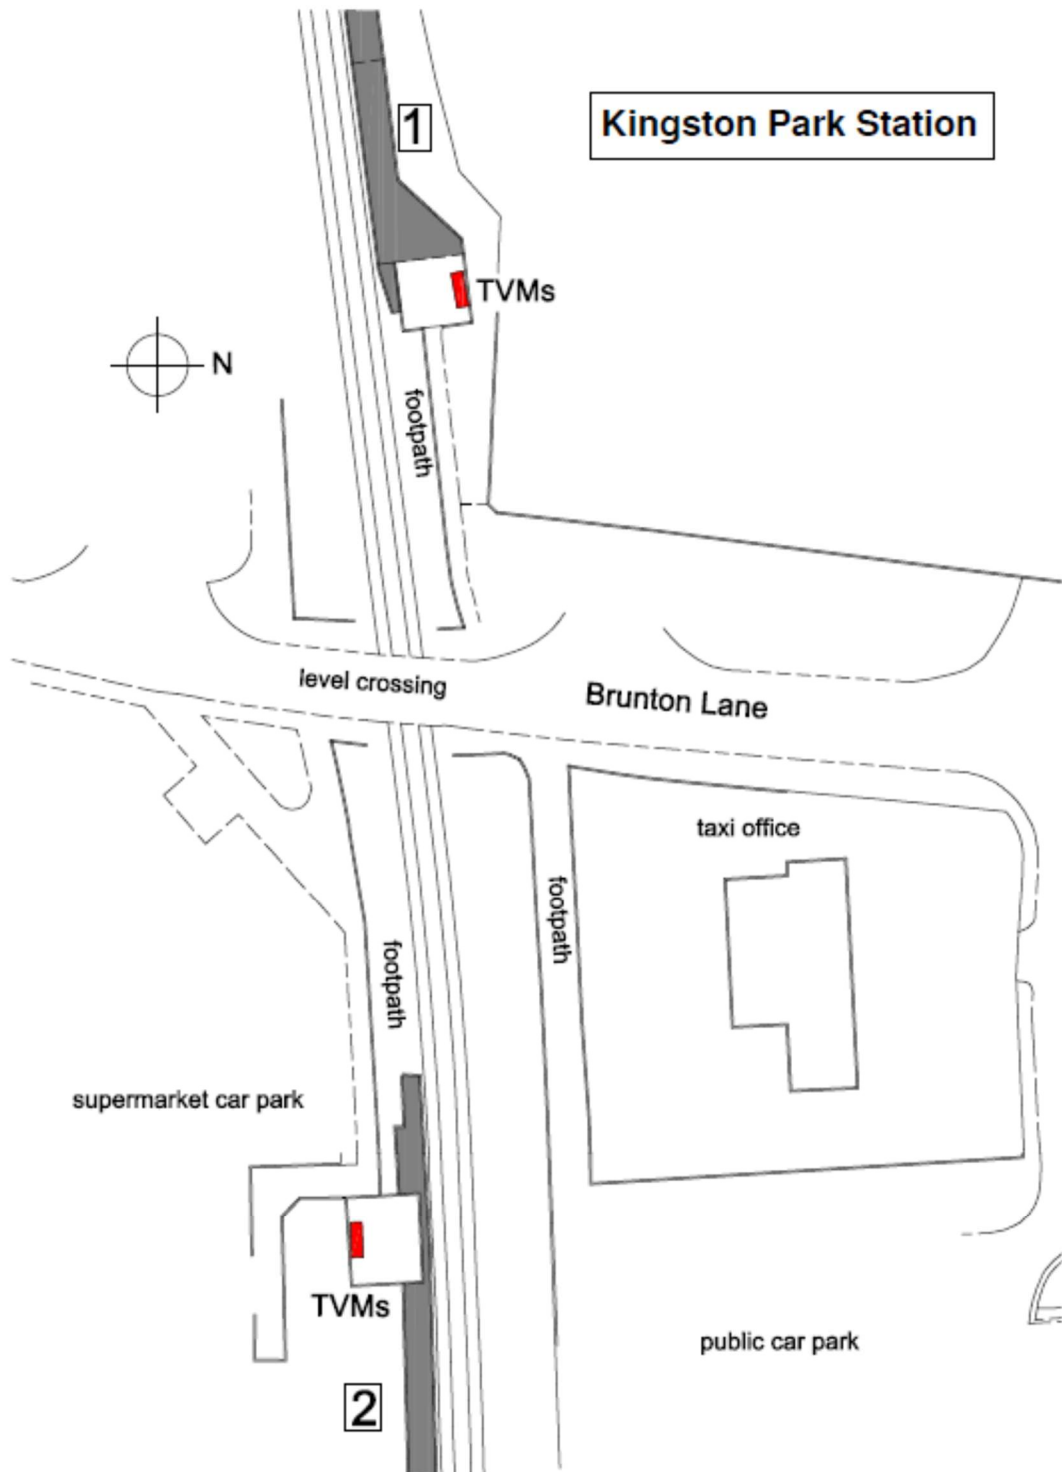 1
Kingston Park Station
TVMs
N
footpath
level crossing
Brunton Lane
taxi office
footpath
footpath
supermarket car park
TVMs
public car park
2